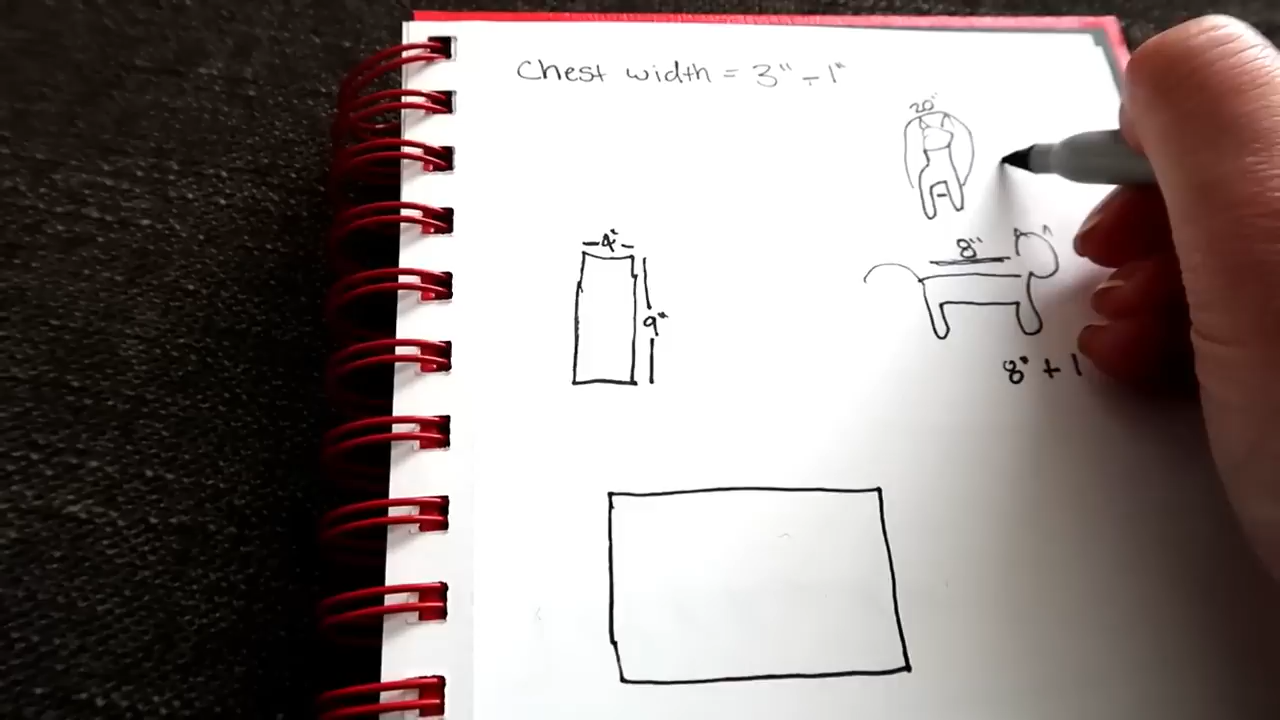 Chest width = 3" - 1"
20"
4"
8"
9"
8" + 1